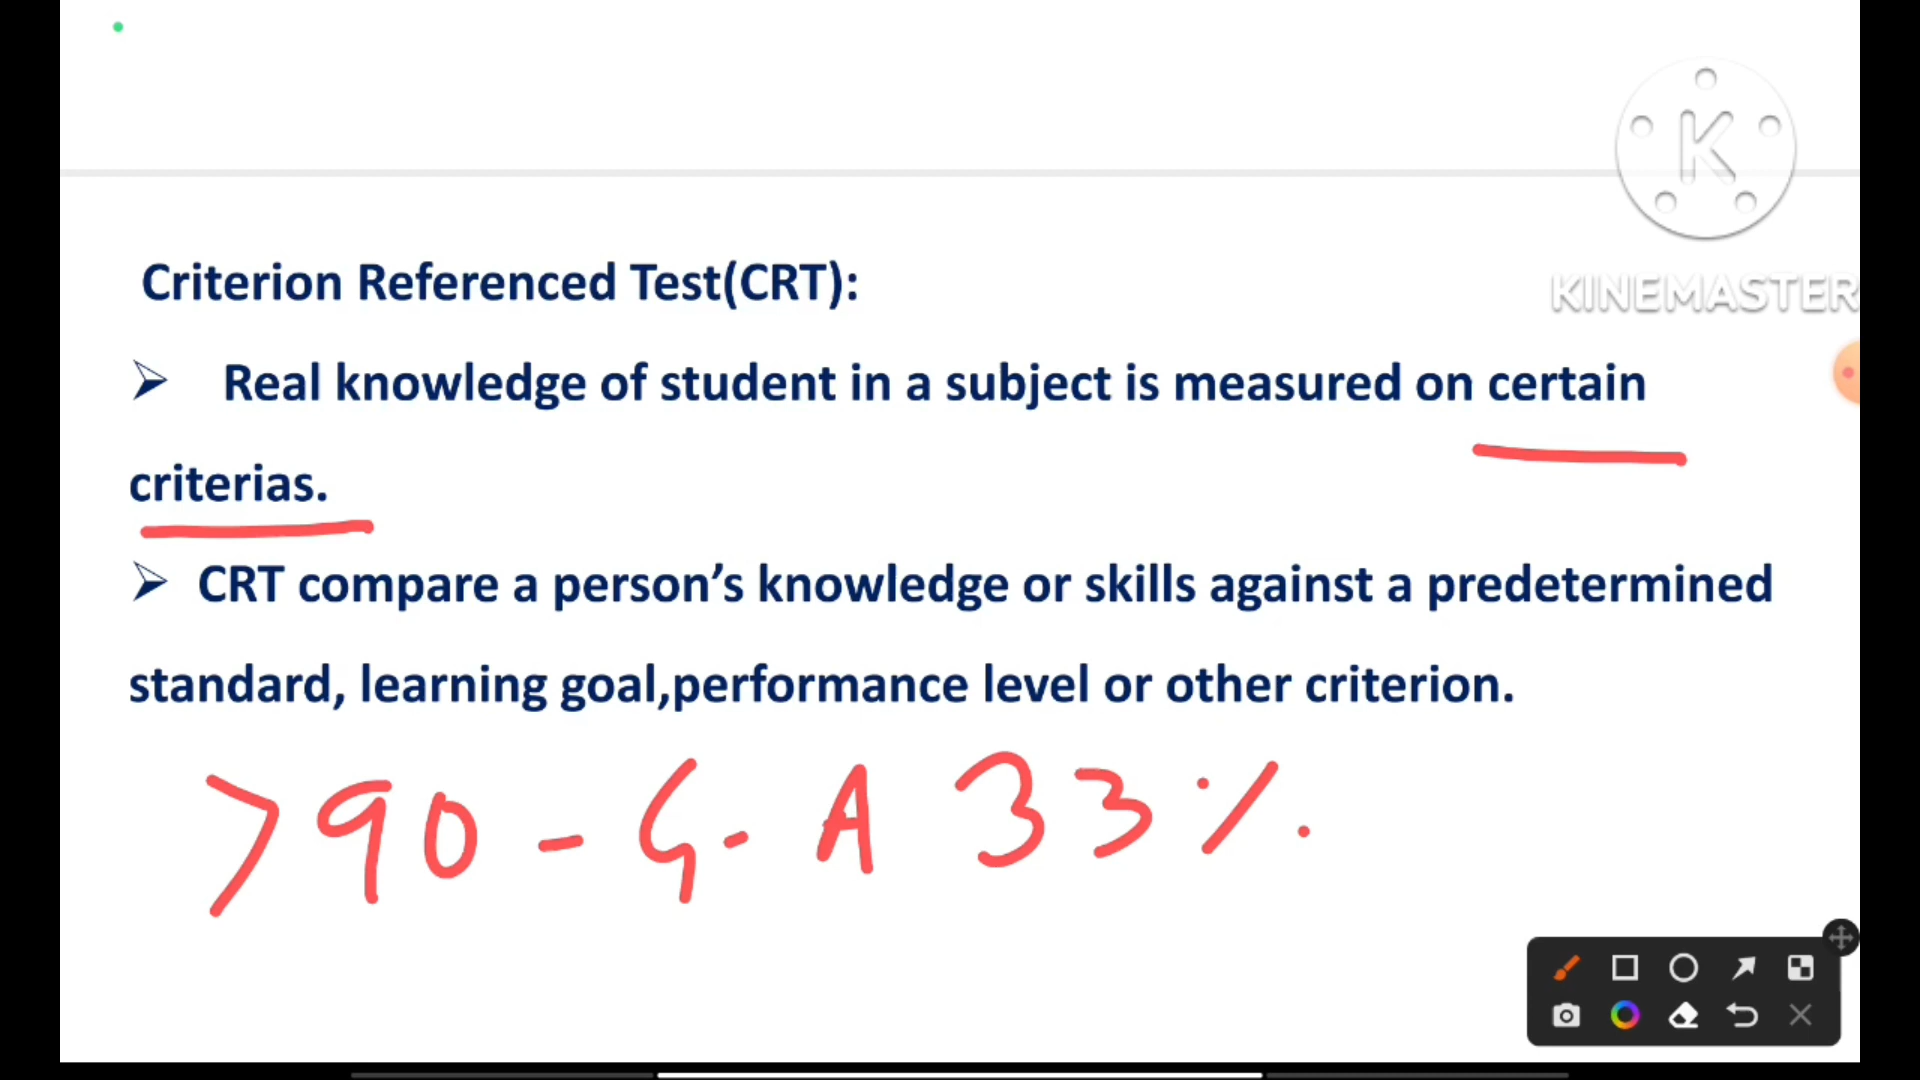 K
KINEMASTER
Criterion Referenced Test(CRT):
➢ Real knowledge of student in a subject is measured on certain
criterias.
➢ CRT compare a person’s knowledge or skills against a predetermined
standard, learning goal,performance level or other criterion.
>90 - G. A 33%.